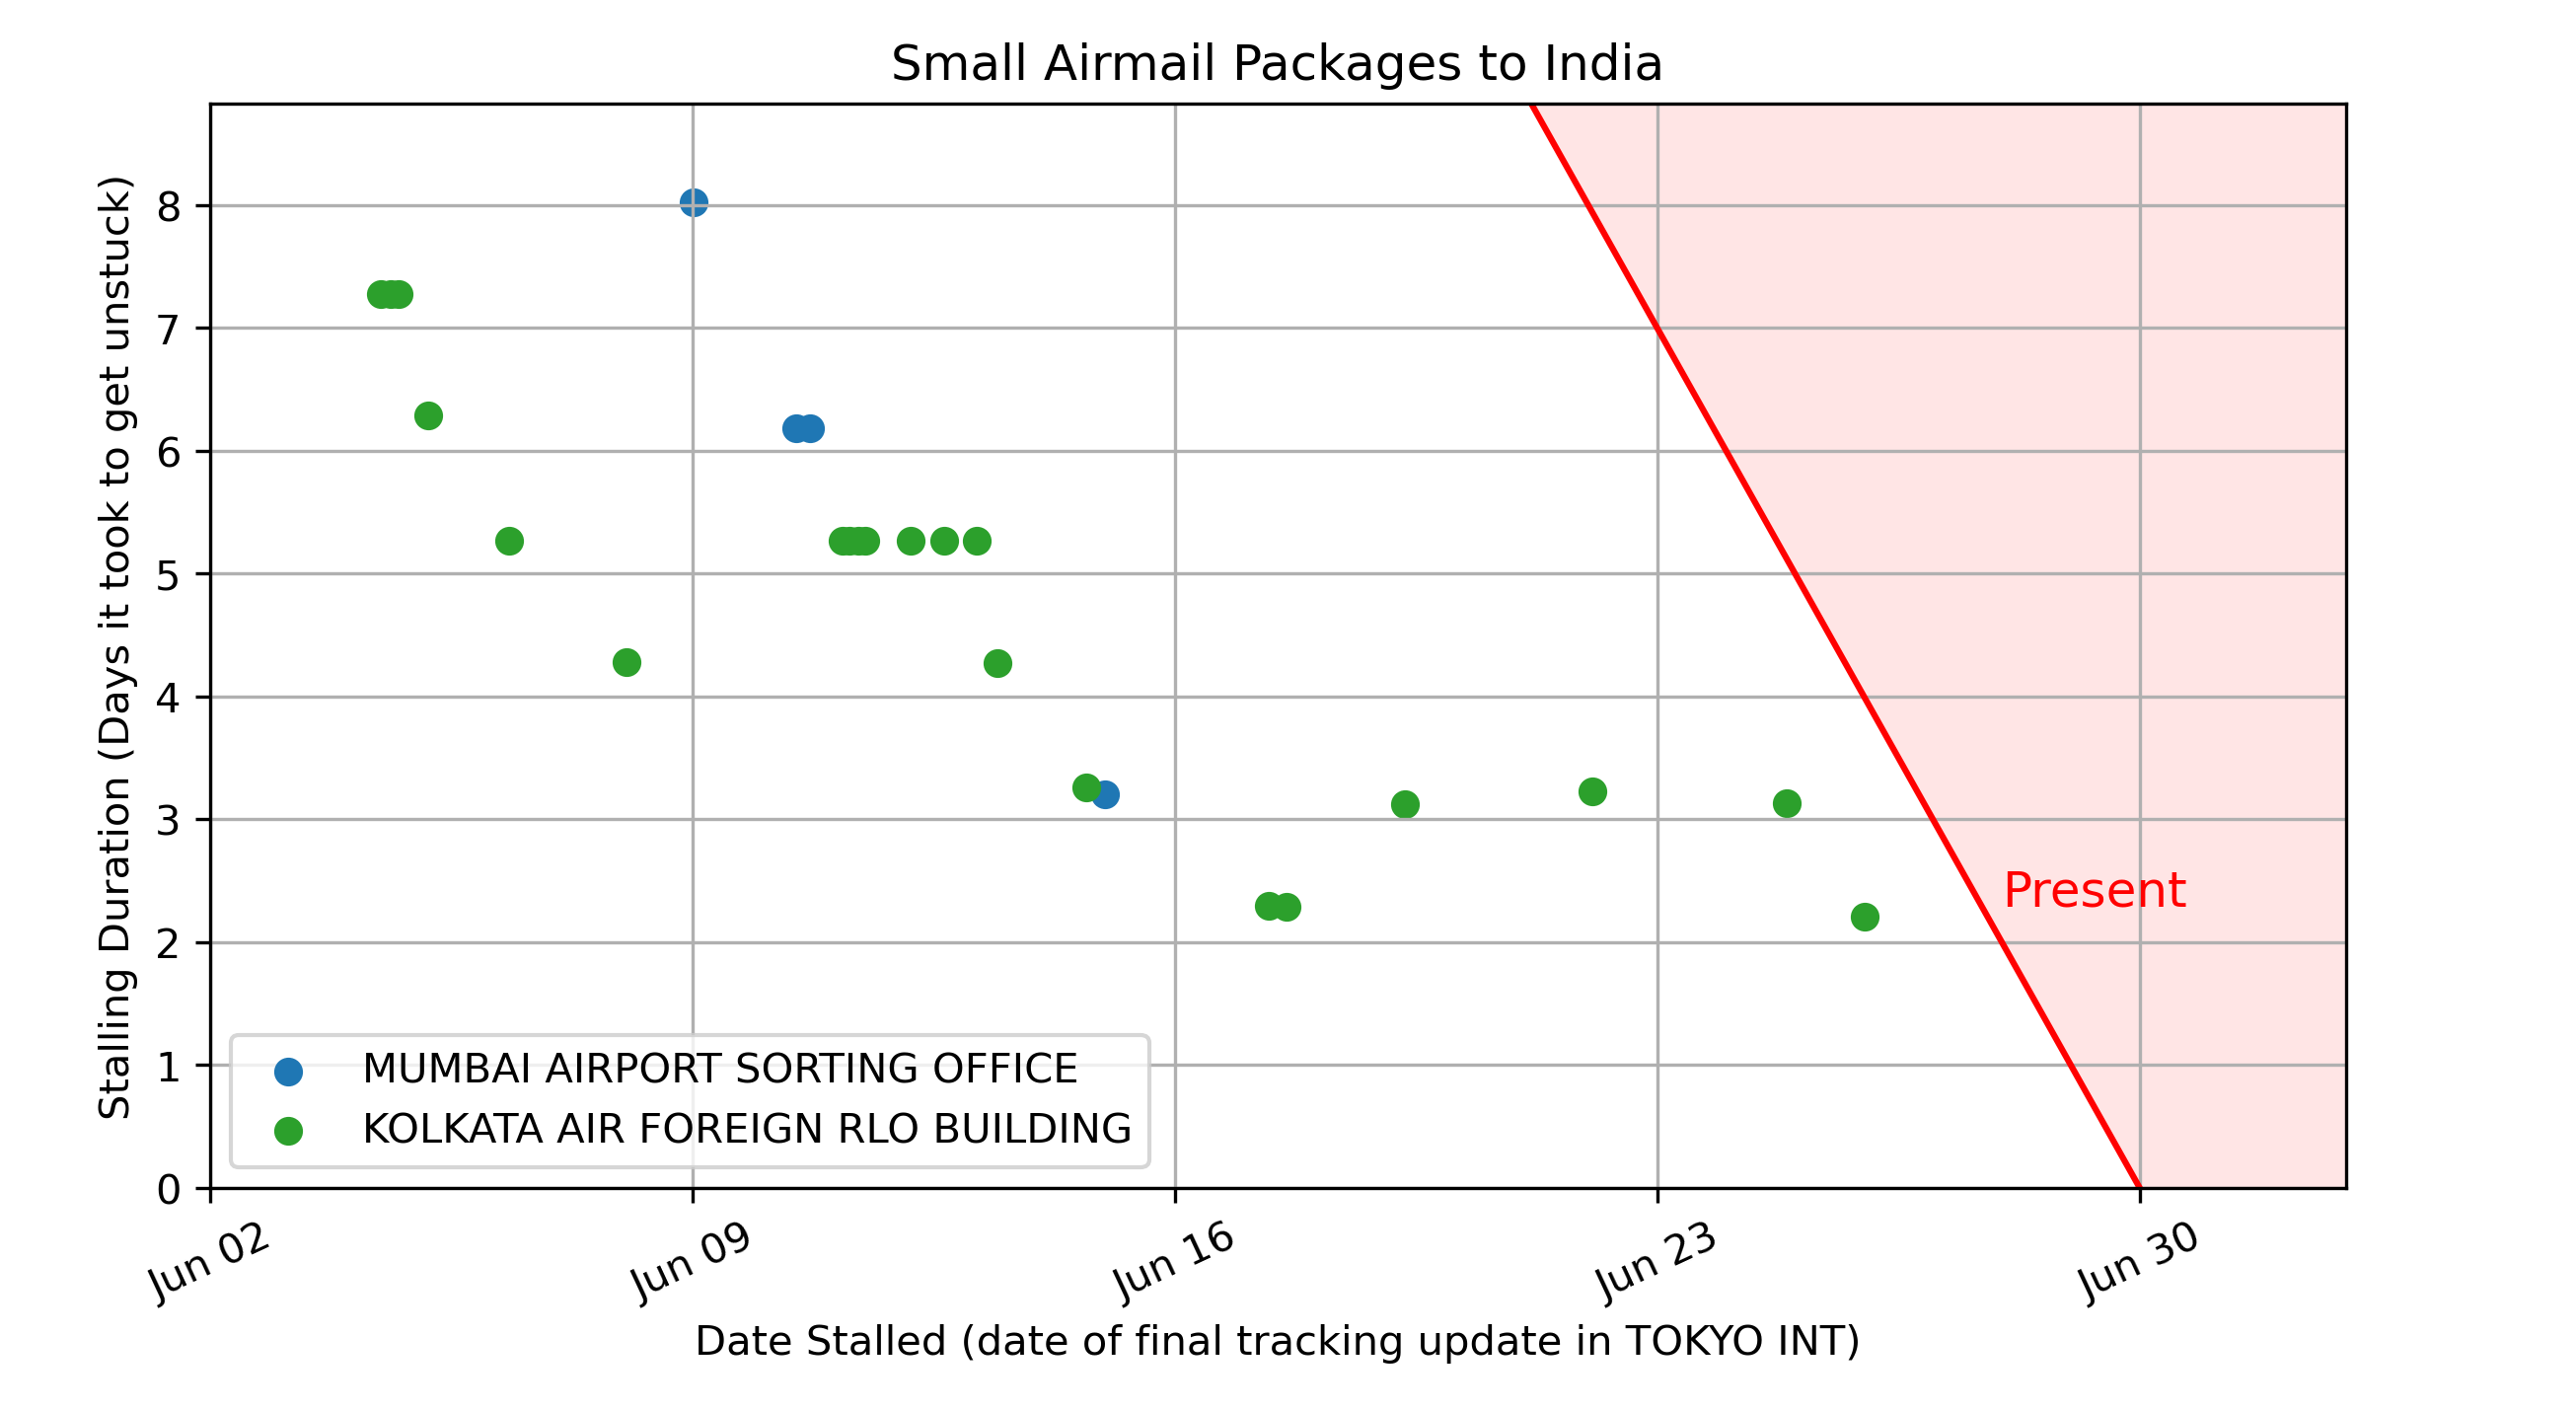 Small Airmail Packages to India
Stalling Duration (Days it took to get unstuck)
8
7
6
5
4
3
2
1
0
Present
MUMBAI AIRPORT SORTING OFFICE
KOLKATA AIR FOREIGN RLO BUILDING
Jun 02
Jun 09
Jun 16
Jun 23
Jun 30
Date Stalled (date of final tracking update in TOKYO INT)